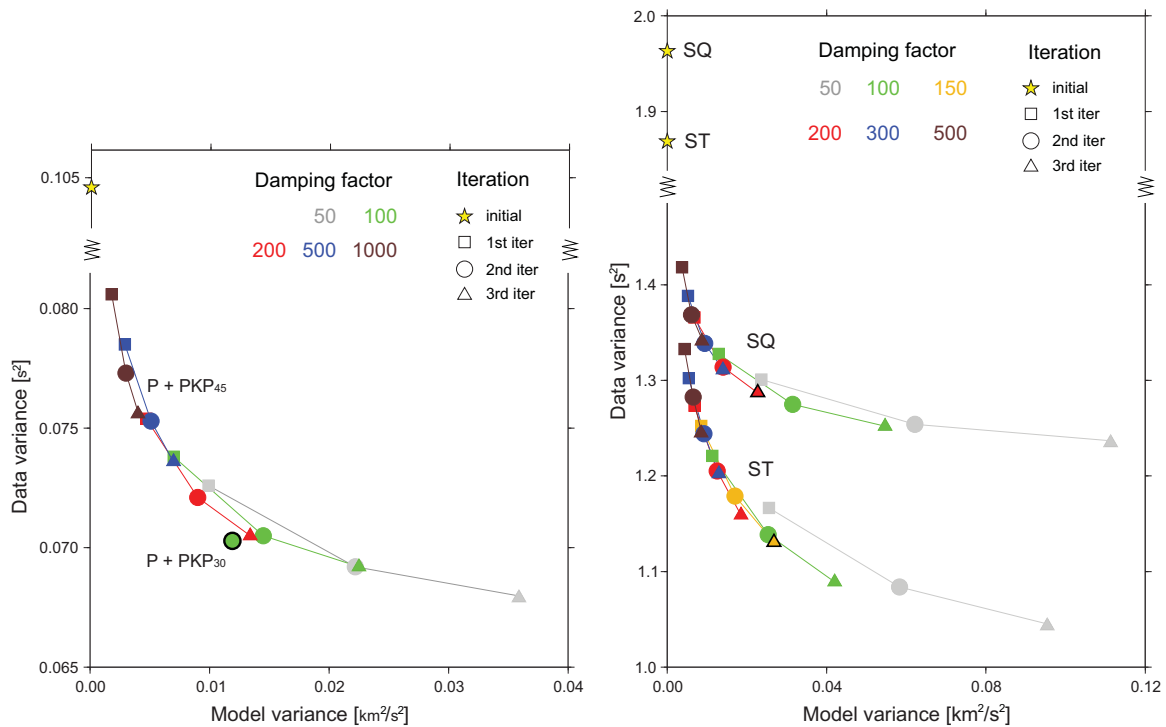 0.105
0.080
0.075
0.070
0.065
Data variance [s²]
0.00 0.01 0.02 0.03 0.04
Model variance [km²/s²]
Damping factor
50 100
200 500 1000
Iteration
initial
1st iter
2nd iter
3rd iter
P + PKP₄₅
P + PKP₃₀
2.0
1.9
1.4
1.3
1.2
1.1
1.0
Data variance [s²]
0.00 0.04 0.08 0.12
Model variance [km²/s²]
SQ
ST
Damping factor
50 100 150
200 300 500
Iteration
initial
1st iter
2nd iter
3rd iter
SQ
ST